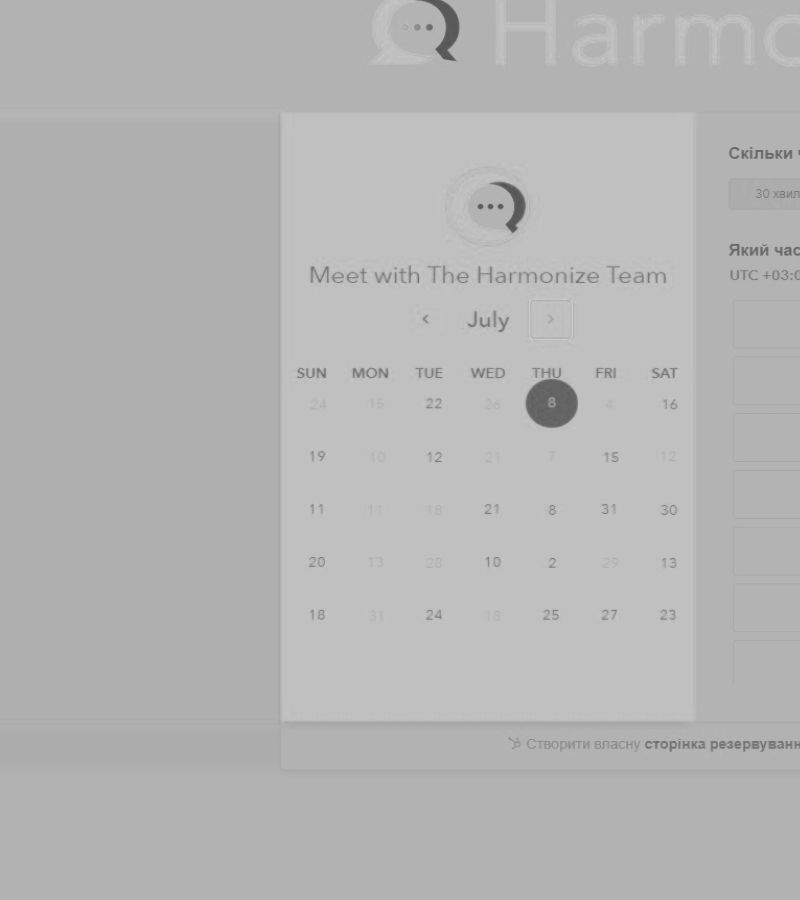 Harmo
Meet with The Harmonize Team
July
SUN MON TUE WED THU FRI SAT
24 15 22 26 8 4 16
19 10 12 21 7 15 12
11 11 18 21 8 31 30
20 13 28 10 2 29 13
18 31 24 18 25 27 23
Скільки
30 хвил
Який час
UTC +03:0
Створити власну сторінка резервуванн